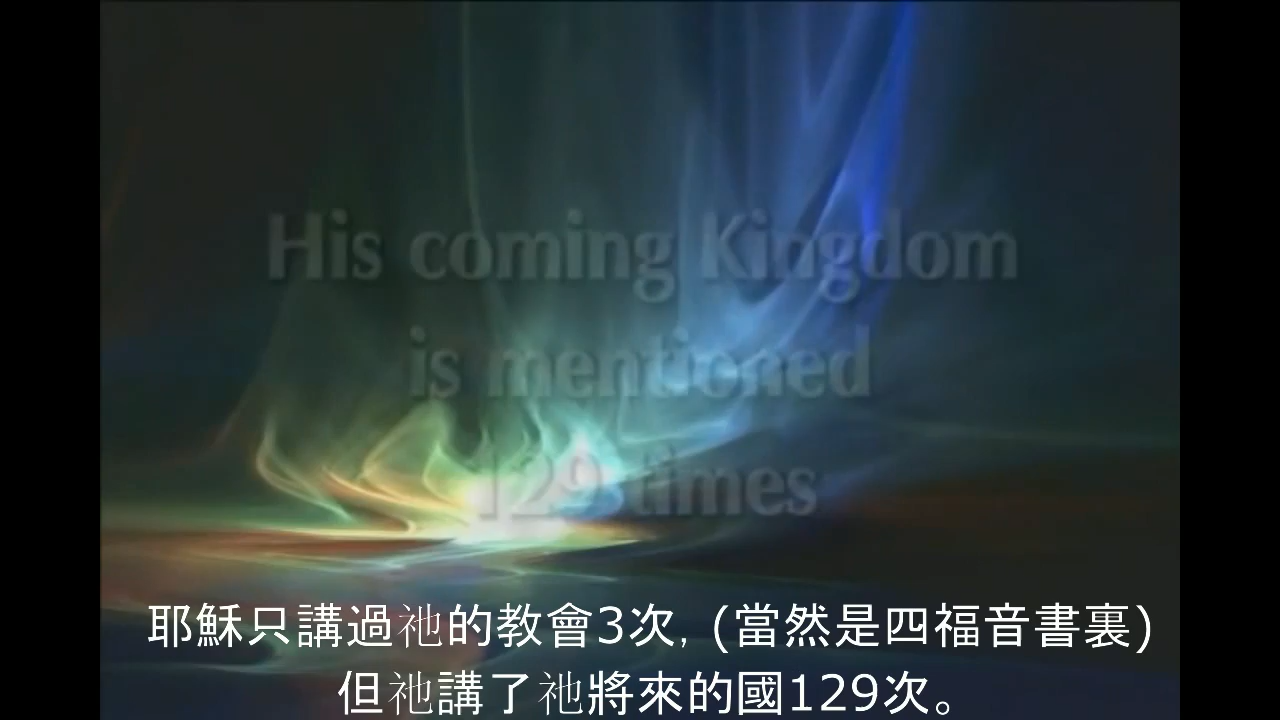 His coming Kingdom
is mentioned
129 times
耶穌只講過祂的教會3次, (當然是四福音書裏)
但祂講了祂將來的國129次。